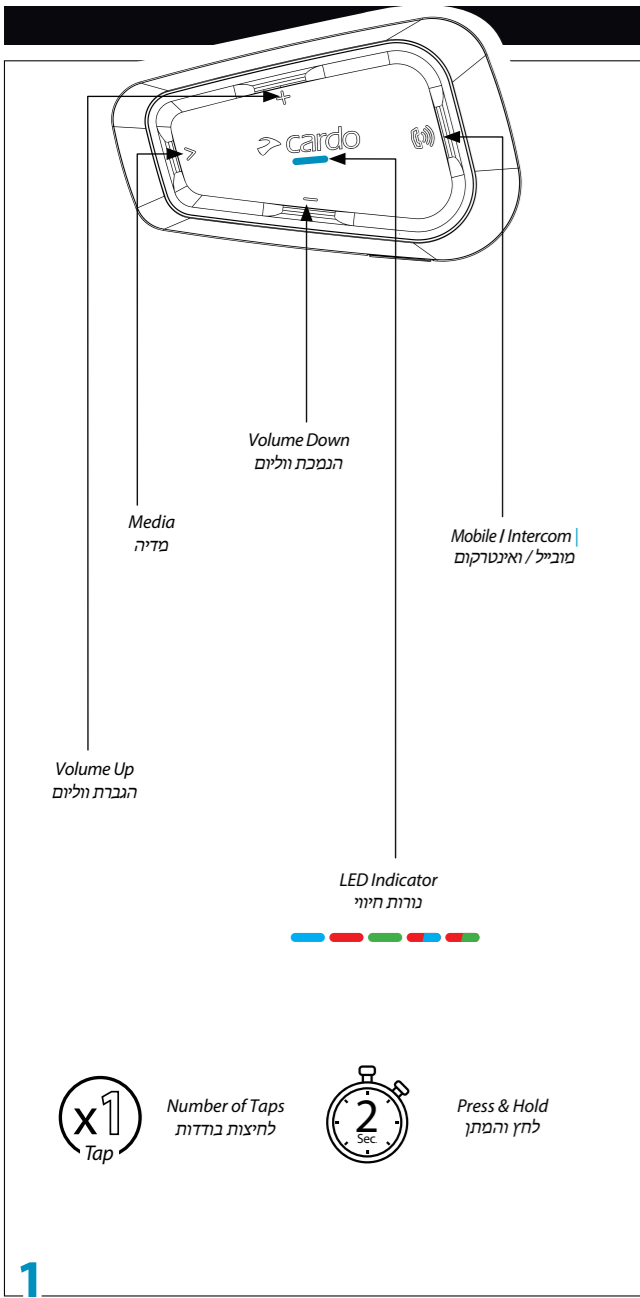 +
cardo
−
Volume Down
הנמכת ווליום
Media
מדיה
Mobile / Intercom |
מובייל / ואינטרקום
Volume Up
הגברת ווליום
LED Indicator
נורות חיווי
x1
Tap
Number of Taps
לחיצות בודדות
2
Sec.
Press & Hold
לחץ והמתן
1